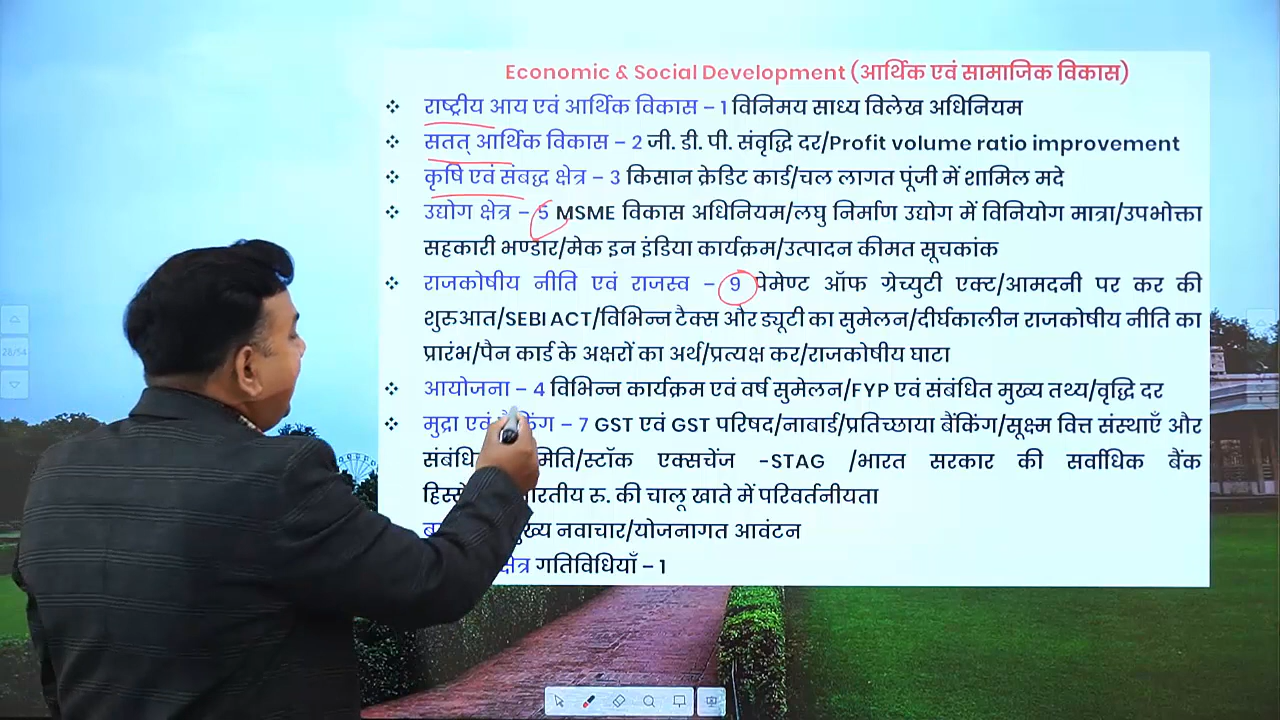 Economic & Social Development (आर्थिक एवं सामाजिक विकास)
❖ राष्ट्रीय आय एवं आर्थिक विकास – 1 विनिमय साध्य विलेख अधिनियम
❖ सतत् आर्थिक विकास – 2 जी. डी. पी. संवृद्धि दर/Profit volume ratio improvement
❖ कृषि एवं संबद्ध क्षेत्र – 3 किसान क्रेडिट कार्ड/चल लागत पूंजी में शामिल मदे
❖ उद्योग क्षेत्र – 5 MSME विकास अधिनियम/लघु निर्माण उद्योग में विनियोग मात्रा/उपभोक्ता
सहकारी भण्डार/मेक इन इंडिया कार्यक्रम/उत्पादन कीमत सूचकांक
❖ राजकोषीय नीति एवं राजस्व – 9 पेमेण्ट ऑफ ग्रेच्युटी एक्ट/आमदनी पर कर की
शुरुआत/SEBI ACT/विभिन्न टैक्स और ड्यूटी का सुमेलन/दीर्घकालीन राजकोषीय नीति का
प्रारंभ/पैन कार्ड के अक्षरों का अर्थ/प्रत्यक्ष कर/राजकोषीय घाटा
❖ आयोजना – 4 विभिन्न कार्यक्रम एवं वर्ष सुमेलन/FYP एवं संबंधित मुख्य तथ्य/वृद्धि दर
❖ मुद्रा एवं – 7 GST एवं GST परिषद/नाबार्ड/प्रतिच्छाया बैंकिंग/सूक्ष्म वित्त संस्थाएँ और
/स्टॉक एक्सचेंज -STAG /भारत सरकार की सर्वाधिक बैंक
रु. की चालू खाते में परिवर्तनीयता
नवाचार/योजनागत आवंटन
क्षेत्र गतिविधियाँ – 1
28/54